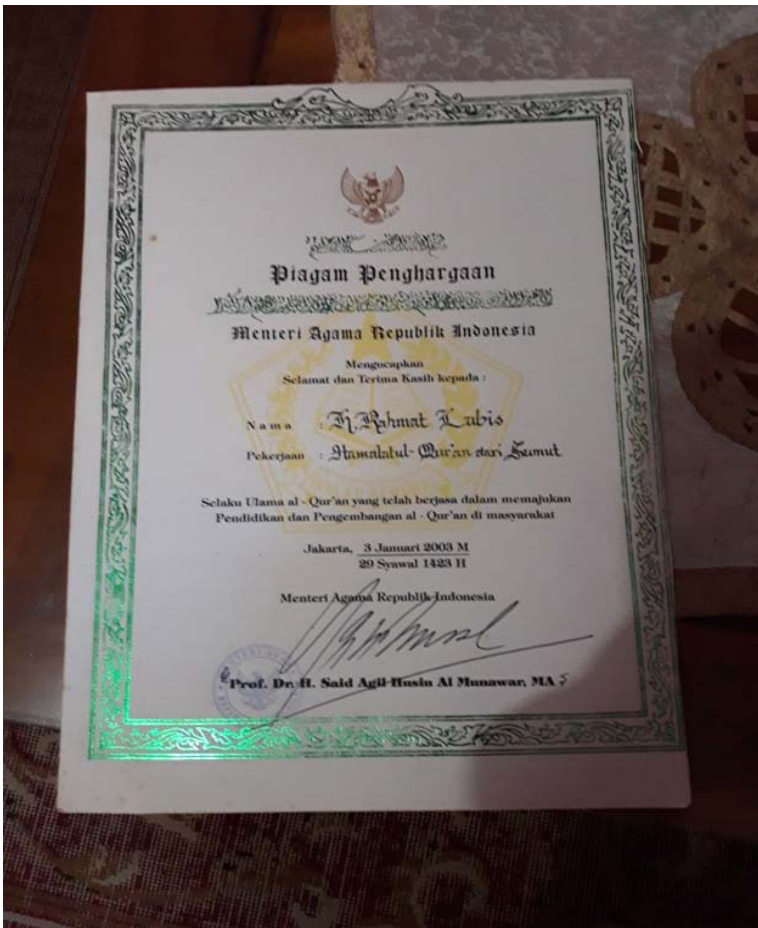 Piagam Penghargaan
Menteri Agama Republik Indonesia
Mengucapkan
Selamat dan Terima Kasih kepada :
Nama : K. Rahmat Lubis
Pekerjaan : Hamalatul-Qur'an dari Sumut
Selaku Ulama al - Qur'an yang telah berjasa dalam memajukan
Pendidikan dan Pengembangan al - Qur'an di masyarakat
Jakarta, 3 Januari 2003 M
29 Syawal 1423 H
Menteri Agama Republik Indonesia
Prof. Dr. H. Said Agil Husin Al Munawar, MA